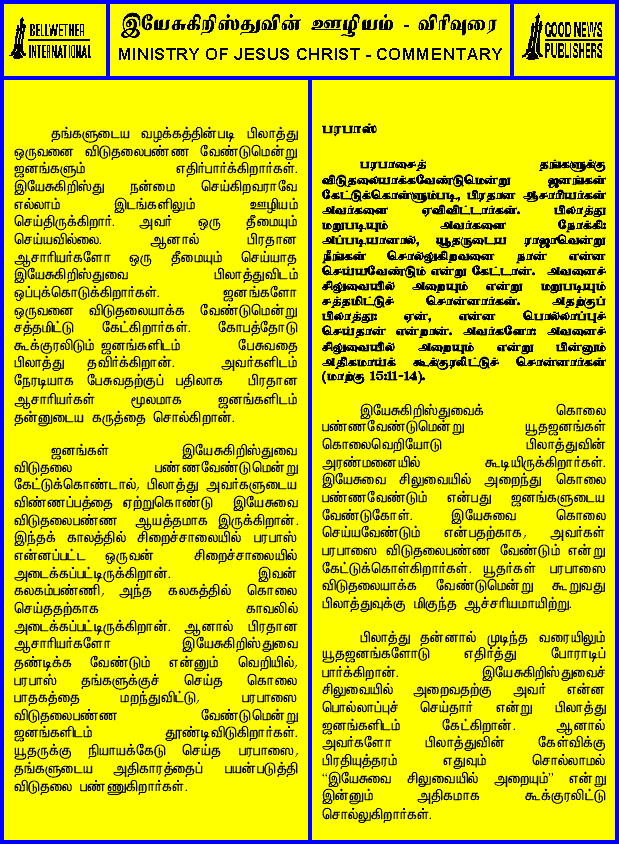 BELLWETHER
INTERNATIONAL
இயேசுகிறிஸ்துவின் ஊழியம் - விரிவுரை
MINISTRY OF JESUS CHRIST - COMMENTARY
GOOD NEWS
PUBLISHERS
தங்களுடைய வழக்கத்தின்படி பிலாத்து
ஒருவனை விடுதலைபண்ண வேண்டுமென்று
ஜனங்களும் எதிர்பார்க்கிறார்கள்.
இயேசுகிறிஸ்து நன்மை செய்கிறவராவே
எல்லாம் இடங்களிலும் ஊழியம்
செய்திருக்கிறார். அவர் ஒரு தீமையும்
செய்யவில்லை. ஆனால் பிரதான
ஆசாரியர்களோ ஒரு தீமையும் செய்யாத
இயேசுகிறிஸ்துவை பிலாத்துவிடம்
ஒப்புக்கொடுக்கிறார்கள். ஜனங்களோ
ஒருவனை விடுதலையாக்க வேண்டுமென்று
சத்தமிட்டு கேட்கிறார்கள். கோபத்தோடு
கூக்குரலிடும் ஜனங்களிடம் பேசுவதை
பிலாத்து தவிர்க்கிறான். அவர்களிடம்
நேரடியாக பேசுவதற்குப் பதிலாக பிரதான
ஆசாரியர்கள் மூலமாக ஜனங்களிடம்
தன்னுடைய கருத்தை சொல்கிறான்.
ஜனங்கள் இயேசுகிறிஸ்துவை
விடுதலை பண்ணவேண்டுமென்று
கேட்டுக்கொண்டால், பிலாத்து அவர்களுடைய
விண்ணப்பத்தை ஏற்றுகொண்டு இயேசுவை
விடுதலைபண்ண ஆயத்தமாக இருக்கிறான்.
இந்தக் காலத்தில் சிறைச்சாலையில் பரபாஸ்
என்னப்பட்ட ஒருவன் சிறைச்சாலையில்
அடைக்கப்பட்டிருக்கிறான். இவன்
கலகம்பண்ணி, அந்த கலகத்தில் கொலை
செய்ததற்காக காவலில்
அடைக்கப்பட்டிருக்கிறான். ஆனால் பிரதான
ஆசாரியர்களோ இயேசுகிறிஸ்துவை
தண்டிக்க வேண்டும் என்னும் வெறியில்,
பரபாஸ் தங்களுக்குச் செய்த கொலை
பாதகத்தை மறந்துவிட்டு, பரபாஸை
விடுதலைபண்ண வேண்டுமென்று
ஜனங்களிடம் தூண்டிவிடுகிறார்கள்.
யூதருக்கு நியாயக்கேடு செய்த பரபாஸை,
தங்களுடைய அதிகாரத்தைப் பயன்படுத்தி
விடுதலை பண்ணுகிறார்கள்.
பரபாஸ்
பரபாசைத் தங்களுக்கு
விடுதலையாக்கவேண்டுமென்று ஜனங்கள்
கேட்டுக்கொள்ளும்படி, பிரதான ஆசாரியர்கள்
அவர்களை ஏவிவிட்டார்கள். பிலாத்து
மறுபடியும் அவர்களை நோக்கி:
அப்படியானால், யூதருடைய ராஜாவென்று
நீங்கள் சொல்லுகிறவனை நான் என்ன
செய்யவேண்டும் என்று கேட்டான். அவனைச்
சிலுவையில் அறையும் என்று மறுபடியும்
சத்தமிட்டுச் சொன்னார்கள். அதற்குப்
பிலாத்து: ஏன், என்ன பொல்லாப்புச்
செய்தான் என்றான். அவர்களோ: அவனைச்
சிலுவையில் அறையும் என்று பின்னும்
அதிகமாய்க் கூக்குரலிட்டுச் சொன்னார்கள்
(மாற்கு 15:11-14).
இயேசுகிறிஸ்துவைக் கொலை
பண்ணவேண்டுமென்று யூதஜனங்கள்
கொலைவெறியோடு பிலாத்துவின்
அரண்மனையில் கூடியிருக்கிறார்கள்.
இயேசுவை சிலுவையில் அறைந்து கொலை
பண்ணவேண்டும் என்பது ஜனங்களுடைய
வேண்டுகோள். இயேசுவை கொலை
செய்யவேண்டும் என்பதற்காக, அவர்கள்
பரபாஸை விடுதலைபண்ண வேண்டும் என்று
கேட்டுக்கொள்கிறார்கள். யூதர்கள் பரபாஸை
விடுதலையாக்க வேண்டுமென்று கூறுவது
பிலாத்துவுக்கு மிகுந்த ஆச்சரியமாயிற்று.
பிலாத்து தன்னால் முடிந்த வரையிலும்
யூதஜனங்களோடு எதிர்த்து போராடிப்
பார்க்கிறான். இயேசுகிறிஸ்துவைச்
சிலுவையில் அறைவதற்கு அவர் என்ன
பொல்லாப்புச் செய்தார் என்று பிலாத்து
ஜனங்களிடம் கேட்கிறான். ஆனால்
அவர்களோ பிலாத்துவின் கேள்விக்கு
பிரதியுத்தரம் எதுவும் சொல்லாமல்
“இயேசுவை சிலுவையில் அறையும்” என்று
இன்னும் அதிகமாக கூக்குரலிட்டு
சொல்லுகிறார்கள்.